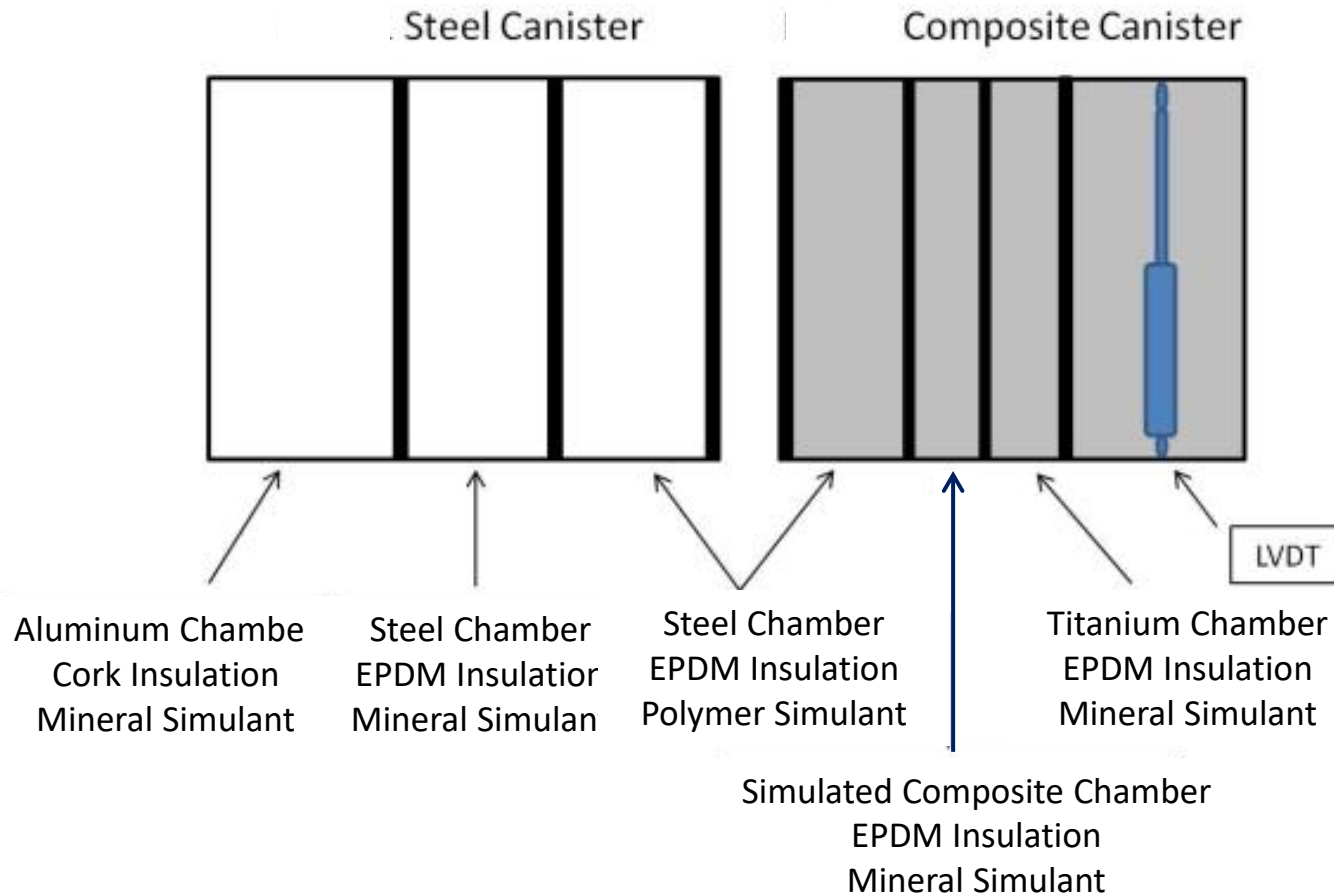 Steel Canister
Composite Canister
LVDT
Aluminum Chambe
Cork Insulation
Mineral Simulant
Steel Chamber
EPDM Insulation
Mineral Simulan
Steel Chamber
EPDM Insulation
Polymer Simulant
Titanium Chamber
EPDM Insulation
Mineral Simulant
Simulated Composite Chamber
EPDM Insulation
Mineral Simulant